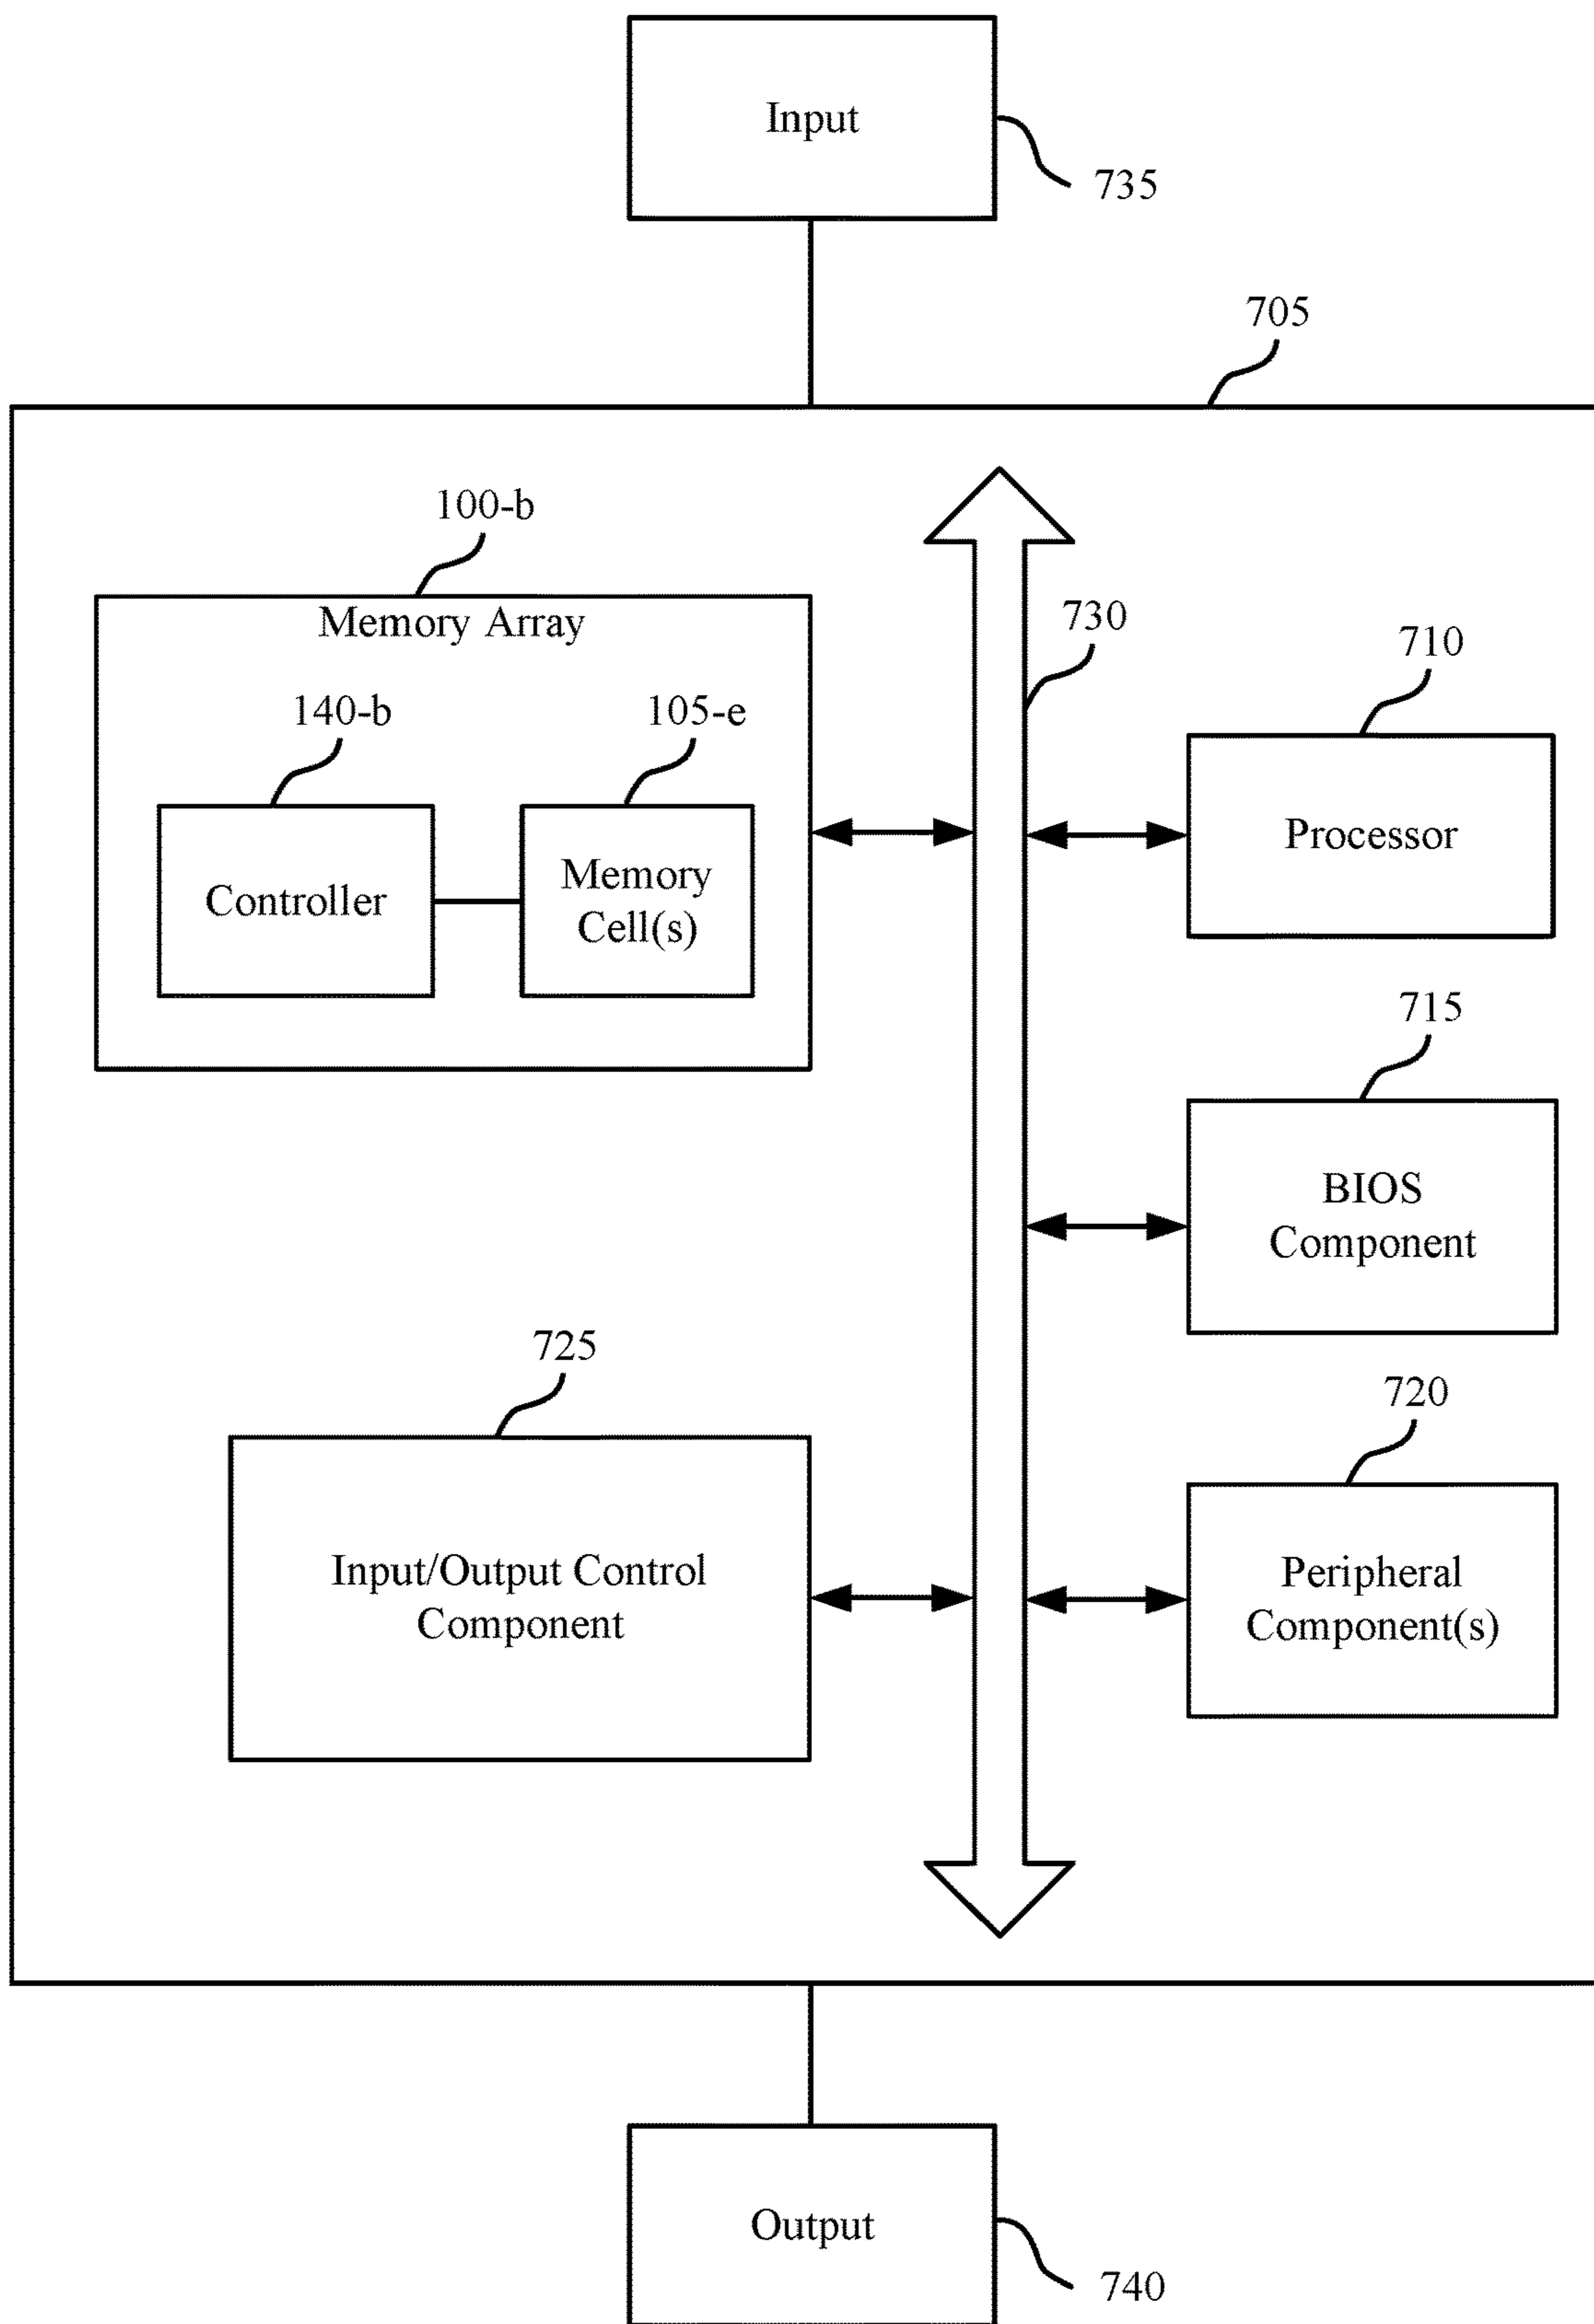 Input
735
705
100-b
Memory Array
730
710
140-b
105-e
Processor
Controller
Memory
Cell(s)
715
BIOS
Component
725
720
Input/Output Control
Component
Peripheral
Component(s)
Output
740